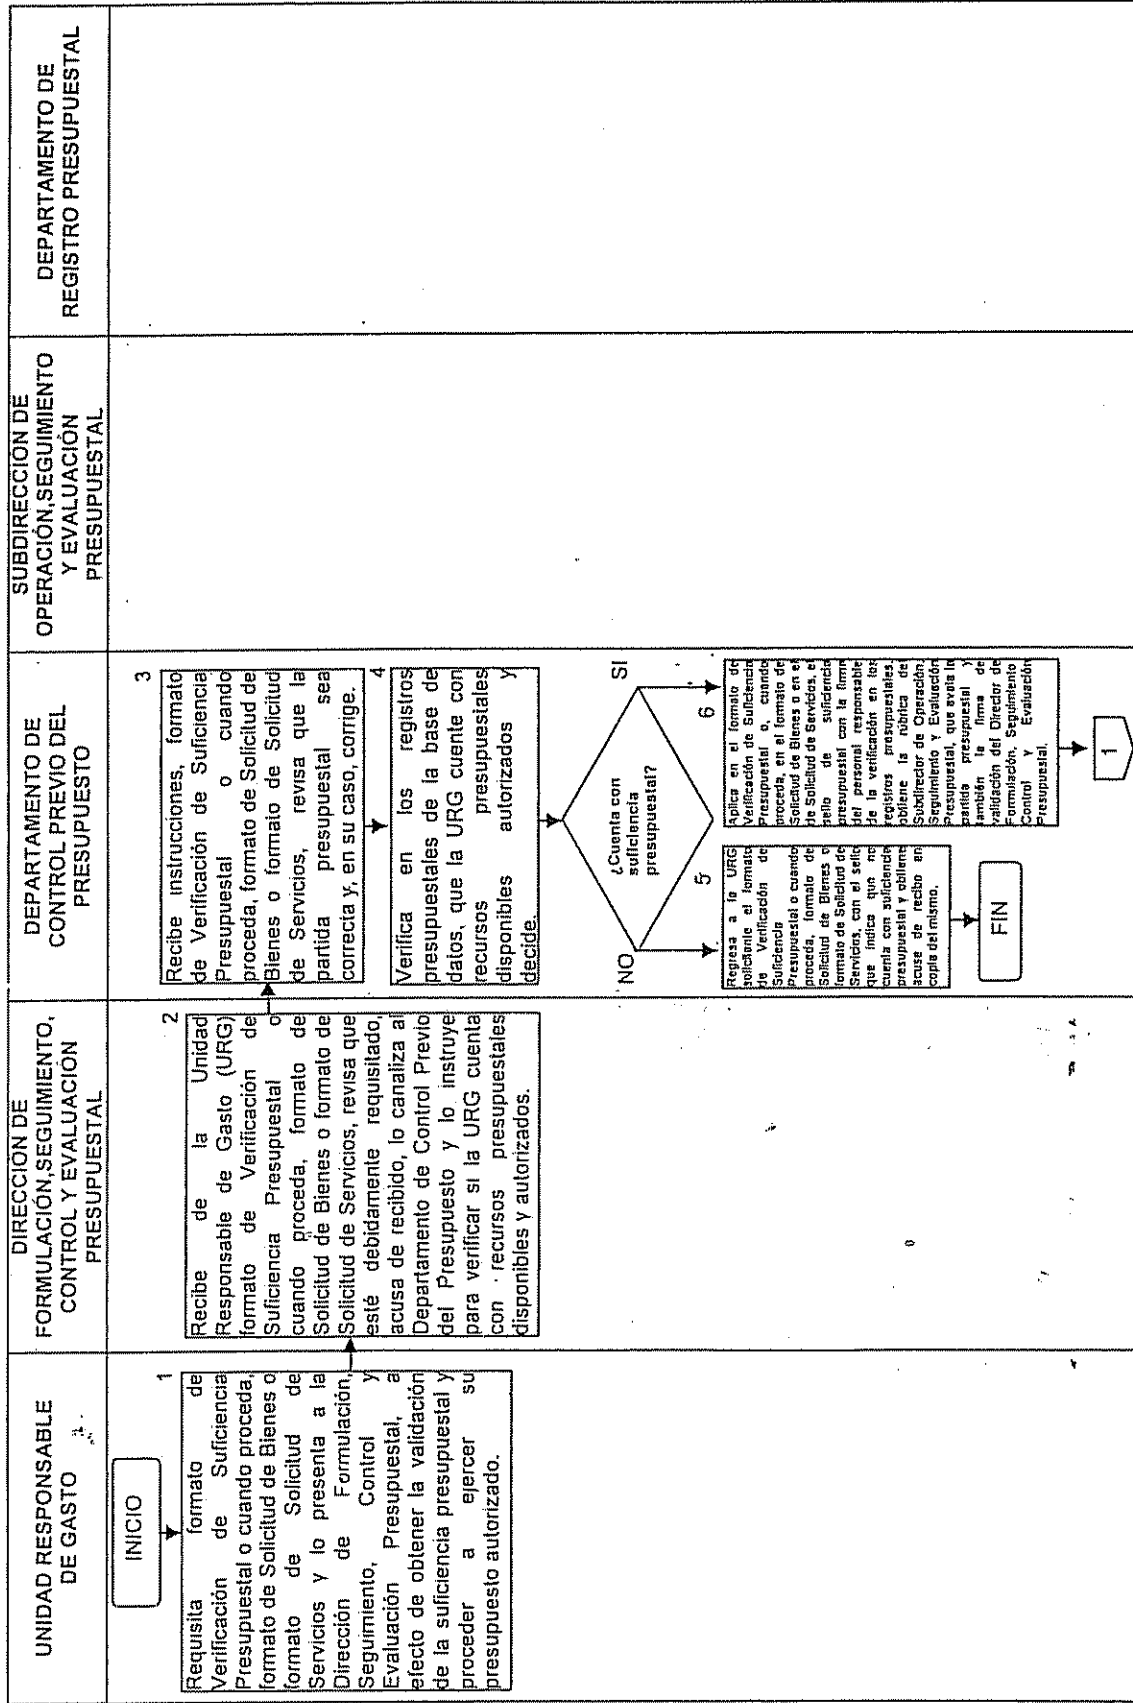 UNIDAD RESPONSABLE
DE GASTO
DIRECCION DE
FORMULACIÓN,SEGUIMIENTO,
CONTROL Y EVALUACIÓN
PRESUPUESTAL
DEPARTAMENTO DE
CONTROL PREVIO DEL
PRESUPUESTO
SUBDIRECCION DE
OPERACIÓN,SEGUIMIENTO
Y EVALUACIÓN
PRESUPUESTAL
DEPARTAMENTO DE
REGISTRO PRESUPUESTAL
INICIO
1
Requisita formato de
Verificación de Suficiencia
Presupuestal o cuando proceda,
formato de Solicitud de Bienes o
formato de Solicitud de
Servicios y lo presenta a la
Dirección de Formulación,
Seguimiento, Control y
Evaluación Presupuestal, a
efecto de obtener la validación
de la suficiencia presupuestal y
proceder a ejercer su
presupuesto autorizado.
2
Recibe de la Unidad
Responsable de Gasto (URG)
formato de Verificación de
Suficiencia Presupuestal o
cuando proceda, formato de
Solicitud de Bienes o formato de
Solicitud de Servicios, revisa que
esté debidamente requisitado,
acusa de recibido, lo canaliza al
Departamento de Control Previo
del Presupuesto y lo instruye
para verificar si la URG cuenta
con recursos presupuestales
disponibles y autorizados.
3
Recibe instrucciones, formato
de Verificación de Suficiencia
Presupuestal o cuando
proceda, formato de Solicitud de
Bienes o formato de Solicitud
de Servicios, revisa que la
partida presupuestal sea
correcta y, en su caso, corrige.
4
Verifica en los registros
presupuestales de la base de
datos, que la URG cuente con
recursos presupuestales
disponibles autorizados y
decide.
¿Cuenta con
suficiencia
presupuestal?
NO
5
SI
6
Regresa a la URG
solicitante el formato
de Verificación de
Suficiencia
Presupuestal o cuando
proceda, formato de
Solicitud de Bienes o
formato de Solicitud de
Servicios, con el sello
que indica que no
cuenta con suficiencia
presupuestal y obtiene
acuse de recibo en
copia del mismo.
FIN
Aplica en el formato de
Verificación de Suficiencia
Presupuestal o, cuando
proceda, en el formato de
Solicitud de Bienes o en el
de Solicitud de Servicios, el
sello de suficiencia
presupuestal con la firma
del personal responsable
de la verificación en los
registros presupuestales,
obtiene la rúbrica del
Subdirector de Operación,
Seguimiento y Evaluación
Presupuestal, que avala la
partida presupuestal y
también la firma de
validación del Director de
Formulación, Seguimiento
Control y Evaluación
Presupuestal.
1